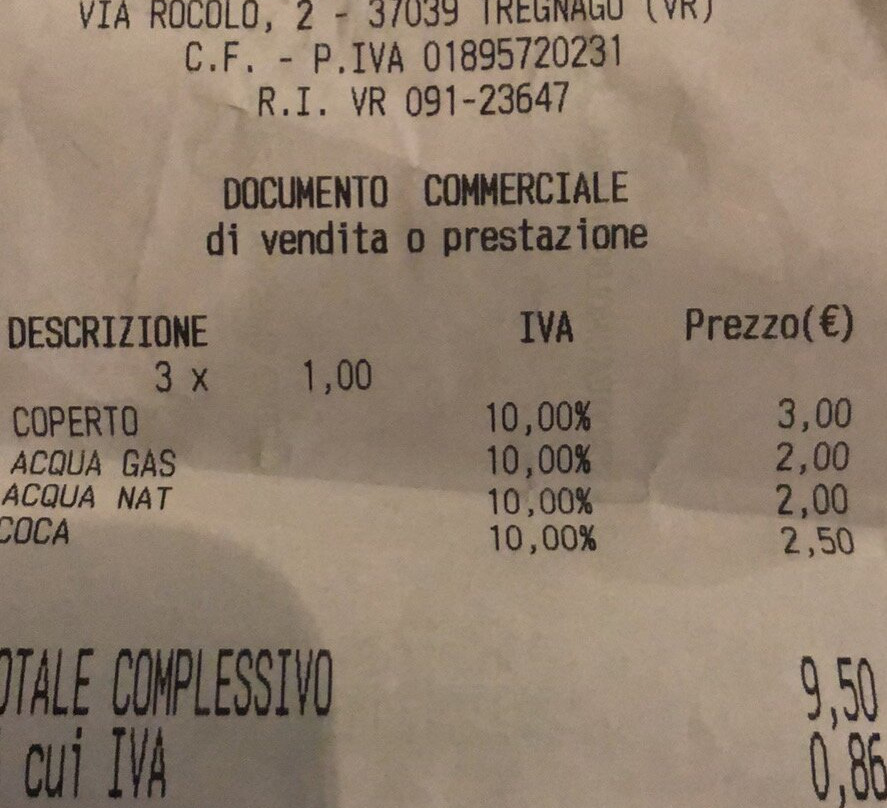 VIA ROCOLO, 2 - 37039 TREGNAGO (VR)
C.F. - P.IVA 01895720231
R.I. VR 091-23647
DOCUMENTO COMMERCIALE
di vendita o prestazione
DESCRIZIONE IVA Prezzo(€)
3 x 1,00
COPERTO 10,00% 3,00
ACQUA GAS 10,00% 2,00
ACQUA NAT 10,00% 2,00
COCA 10,00% 2,50
OTALE COMPLESSIVO 9,50
cui IVA 0,86